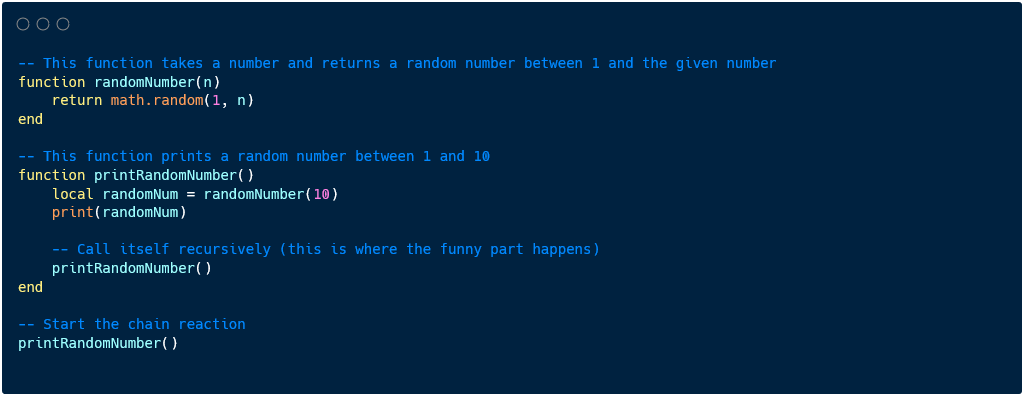 -- This function takes a number and returns a random number between 1 and the given number
function randomNumber(n)
    return math.random(1, n)
end

-- This function prints a random number between 1 and 10
function printRandomNumber()
    local randomNum = randomNumber(10)
    print(randomNum)

    -- Call itself recursively (this is where the funny part happens)
    printRandomNumber()
end

-- Start the chain reaction
printRandomNumber()